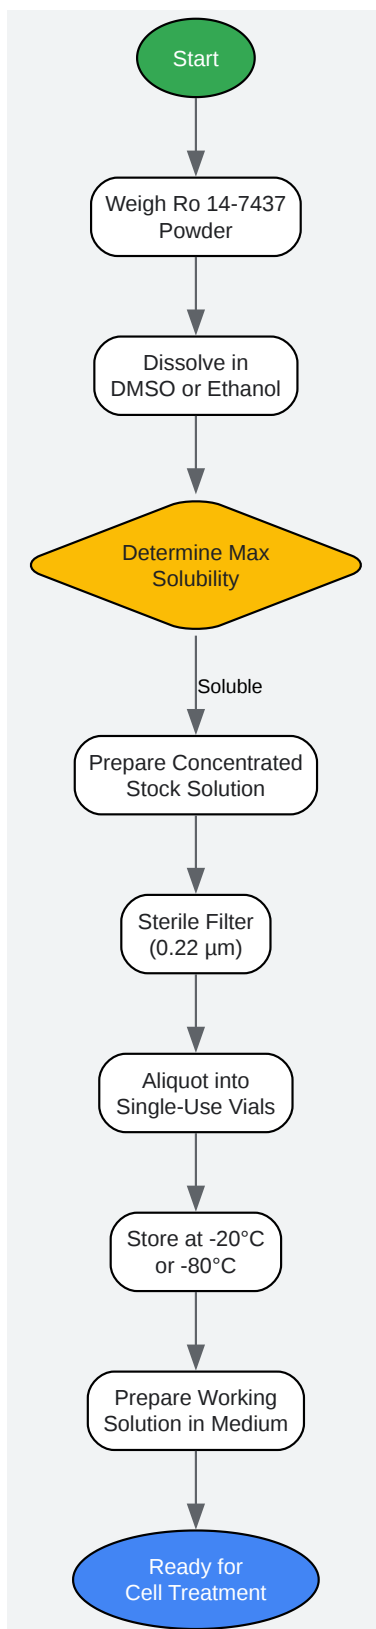 Start
Weigh Ro 14-7437
Powder
Dissolve in
DMSO or Ethanol
Determine Max
Solubility
Soluble
Prepare Concentrated
Stock Solution
Sterile Filter
(0.22 µm)
Aliquot into
Single-Use Vials
Store at -20°C
or -80°C
Prepare Working
Solution in Medium
Ready for
Cell Treatment